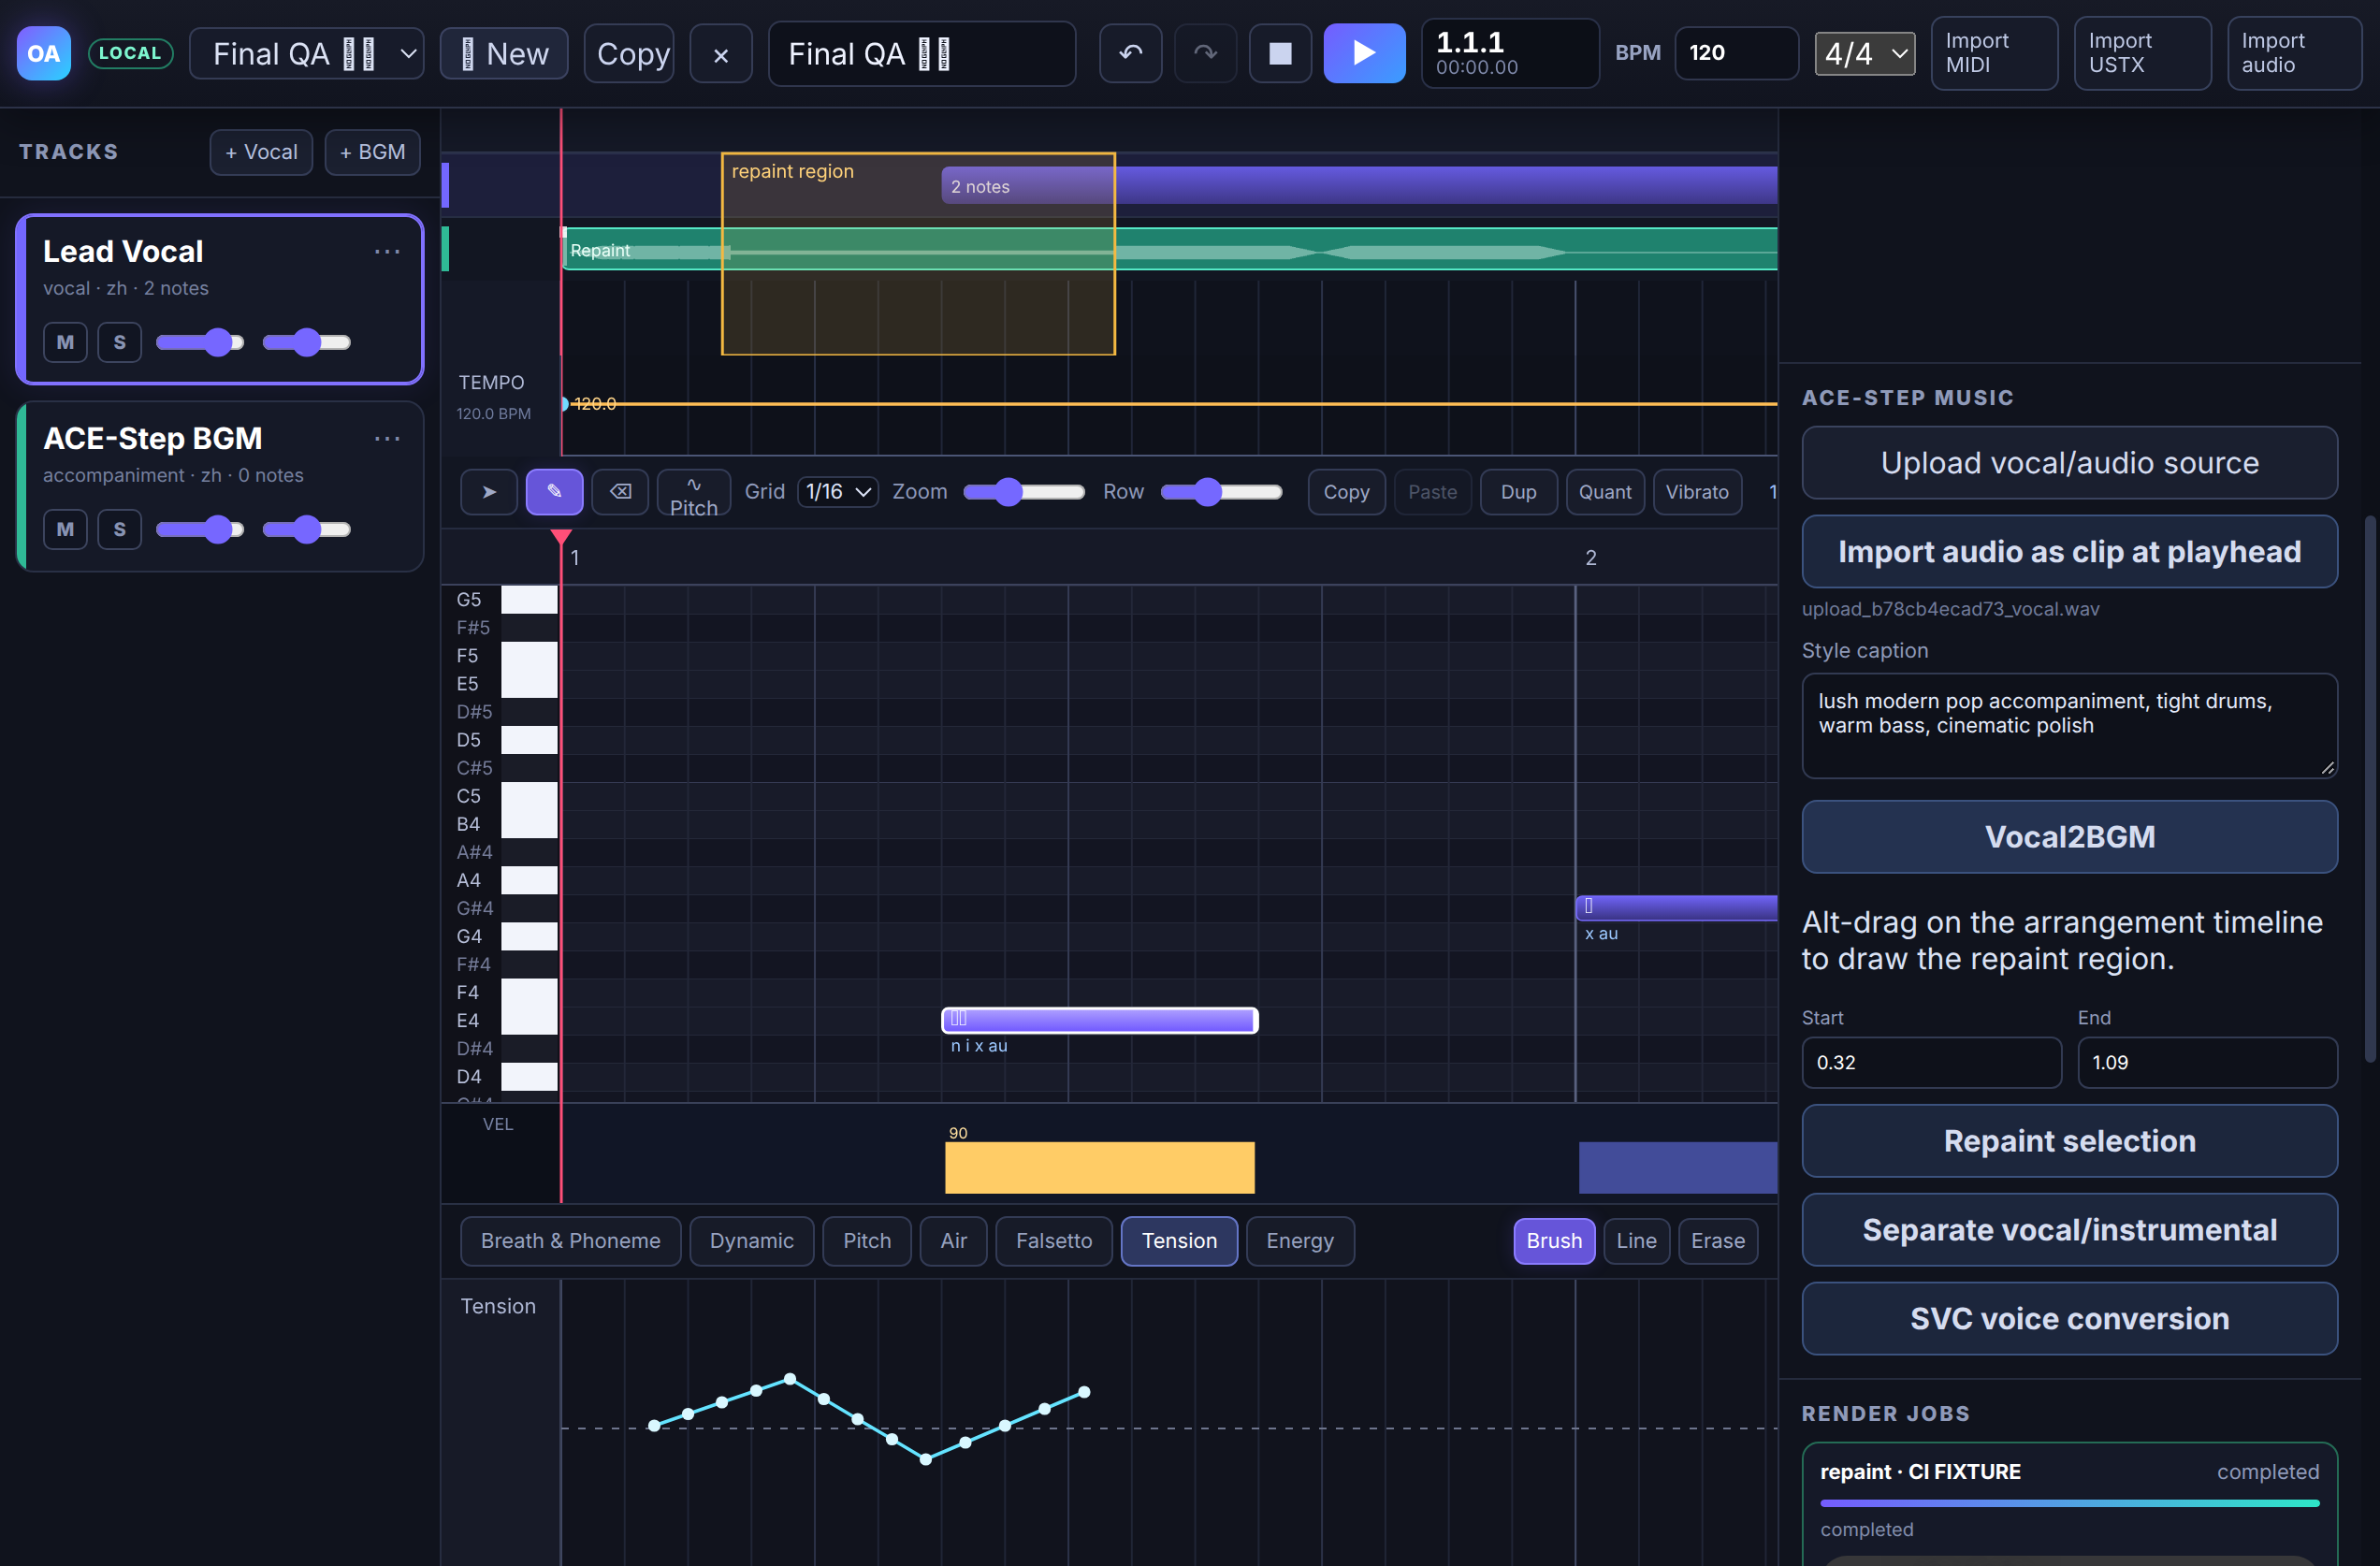 OA
LOCAL
Final QA
New
Copy
×
Final QA
1.1.1
00:00.00
BPM
120
4/4
Import
MIDI
Import
USTX
Import
audio
TRACKS
+ Vocal
+ BGM
Lead Vocal
...
vocal · zh · 2 notes
M
S
ACE-Step BGM
...
accompaniment · zh · 0 notes
M
S
repaint region
2 notes
Repaint
TEMPO
120.0 BPM
120.0
Pitch
Grid
1/16
Zoom
Row
Copy
Paste
Dup
Quant
Vibrato
1
1
2
G5
F#5
F5
E5
D#5
D5
C#5
C5
B4
A#4
A4
G#4
G4
F#4
F4
E4
D#4
D4
C#4
x au
n i x au
VEL
90
Breath & Phoneme
Dynamic
Pitch
Air
Falsetto
Tension
Energy
Brush
Line
Erase
Tension
ACE-STEP MUSIC
Upload vocal/audio source
Import audio as clip at playhead
upload_b78cb4ecad73_vocal.wav
Style caption
lush modern pop accompaniment, tight drums,
warm bass, cinematic polish
Vocal2BGM
Alt-drag on the arrangement timeline
to draw the repaint region.
Start
End
0.32
1.09
Repaint selection
Separate vocal/instrumental
SVC voice conversion
RENDER JOBS
repaint · CI FIXTURE
completed
completed